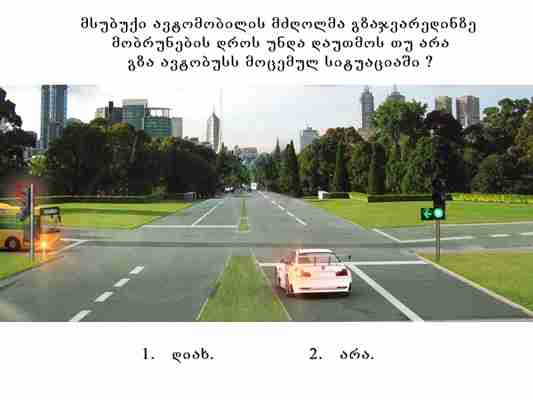 მსუბუქი ავტომობილის მძღოლმა გზაჯვარედინზე
მობრუნების დროს უნდა დაუთმოს თუ არა
გზა ავტობუსს მოცემულ სიტუაციაში ?
1. დიახ. 2. არა.